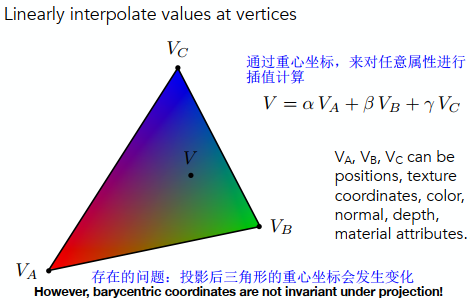 Linearly interpolate values at vertices
V_C
通过重心坐标，来对任意属性进行
插值计算
V = α V_A + β V_B + γ V_C
V
V_A, V_B, V_C can be
positions, texture
coordinates, color,
normal, depth,
material attributes.
V_B
V_A
存在的问题：投影后三角形的重心坐标会发生变化
However, barycentric coordinates are not invariant under projection!